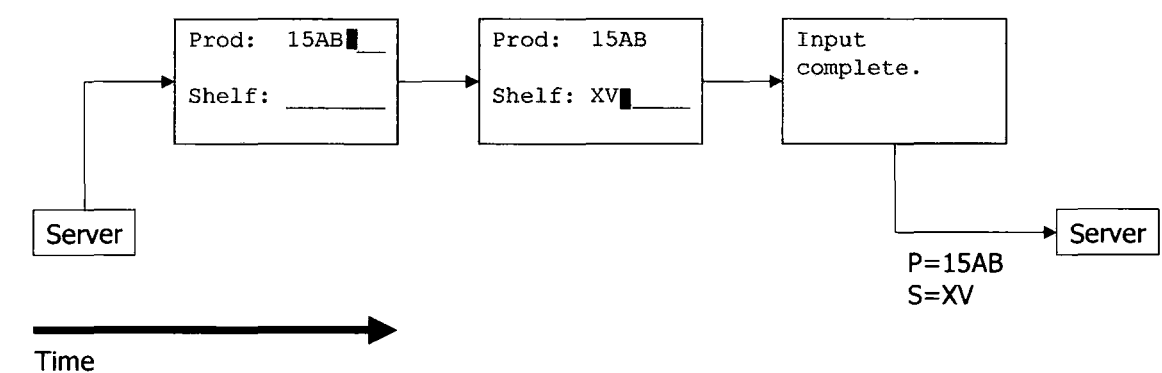 Prod: 15AB
Shelf:
Prod: 15AB
Shelf: XV
Input
complete.
Server
Server
P=15AB
S=XV
Time